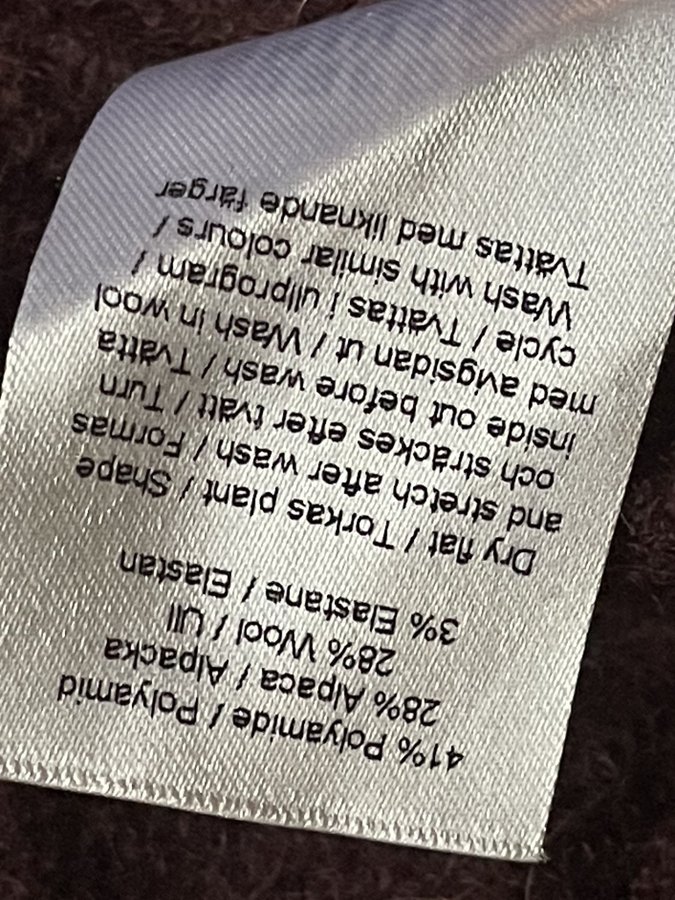 41% Polyamide / Polyamid
28% Alpaca / Alpacka
28% Wool / Ull
3% Elastane / Elastan
Dry flat / Torkas plant / Shape
and stretch after wash / Formas
och sträckes efter tvätt / Turn
inside out before wash / Tvätta
med avigsidan ut / Wash in wool
cycle / Tvättas i ullprogram /
Wash with similar colours /
Tvättas med liknande färger